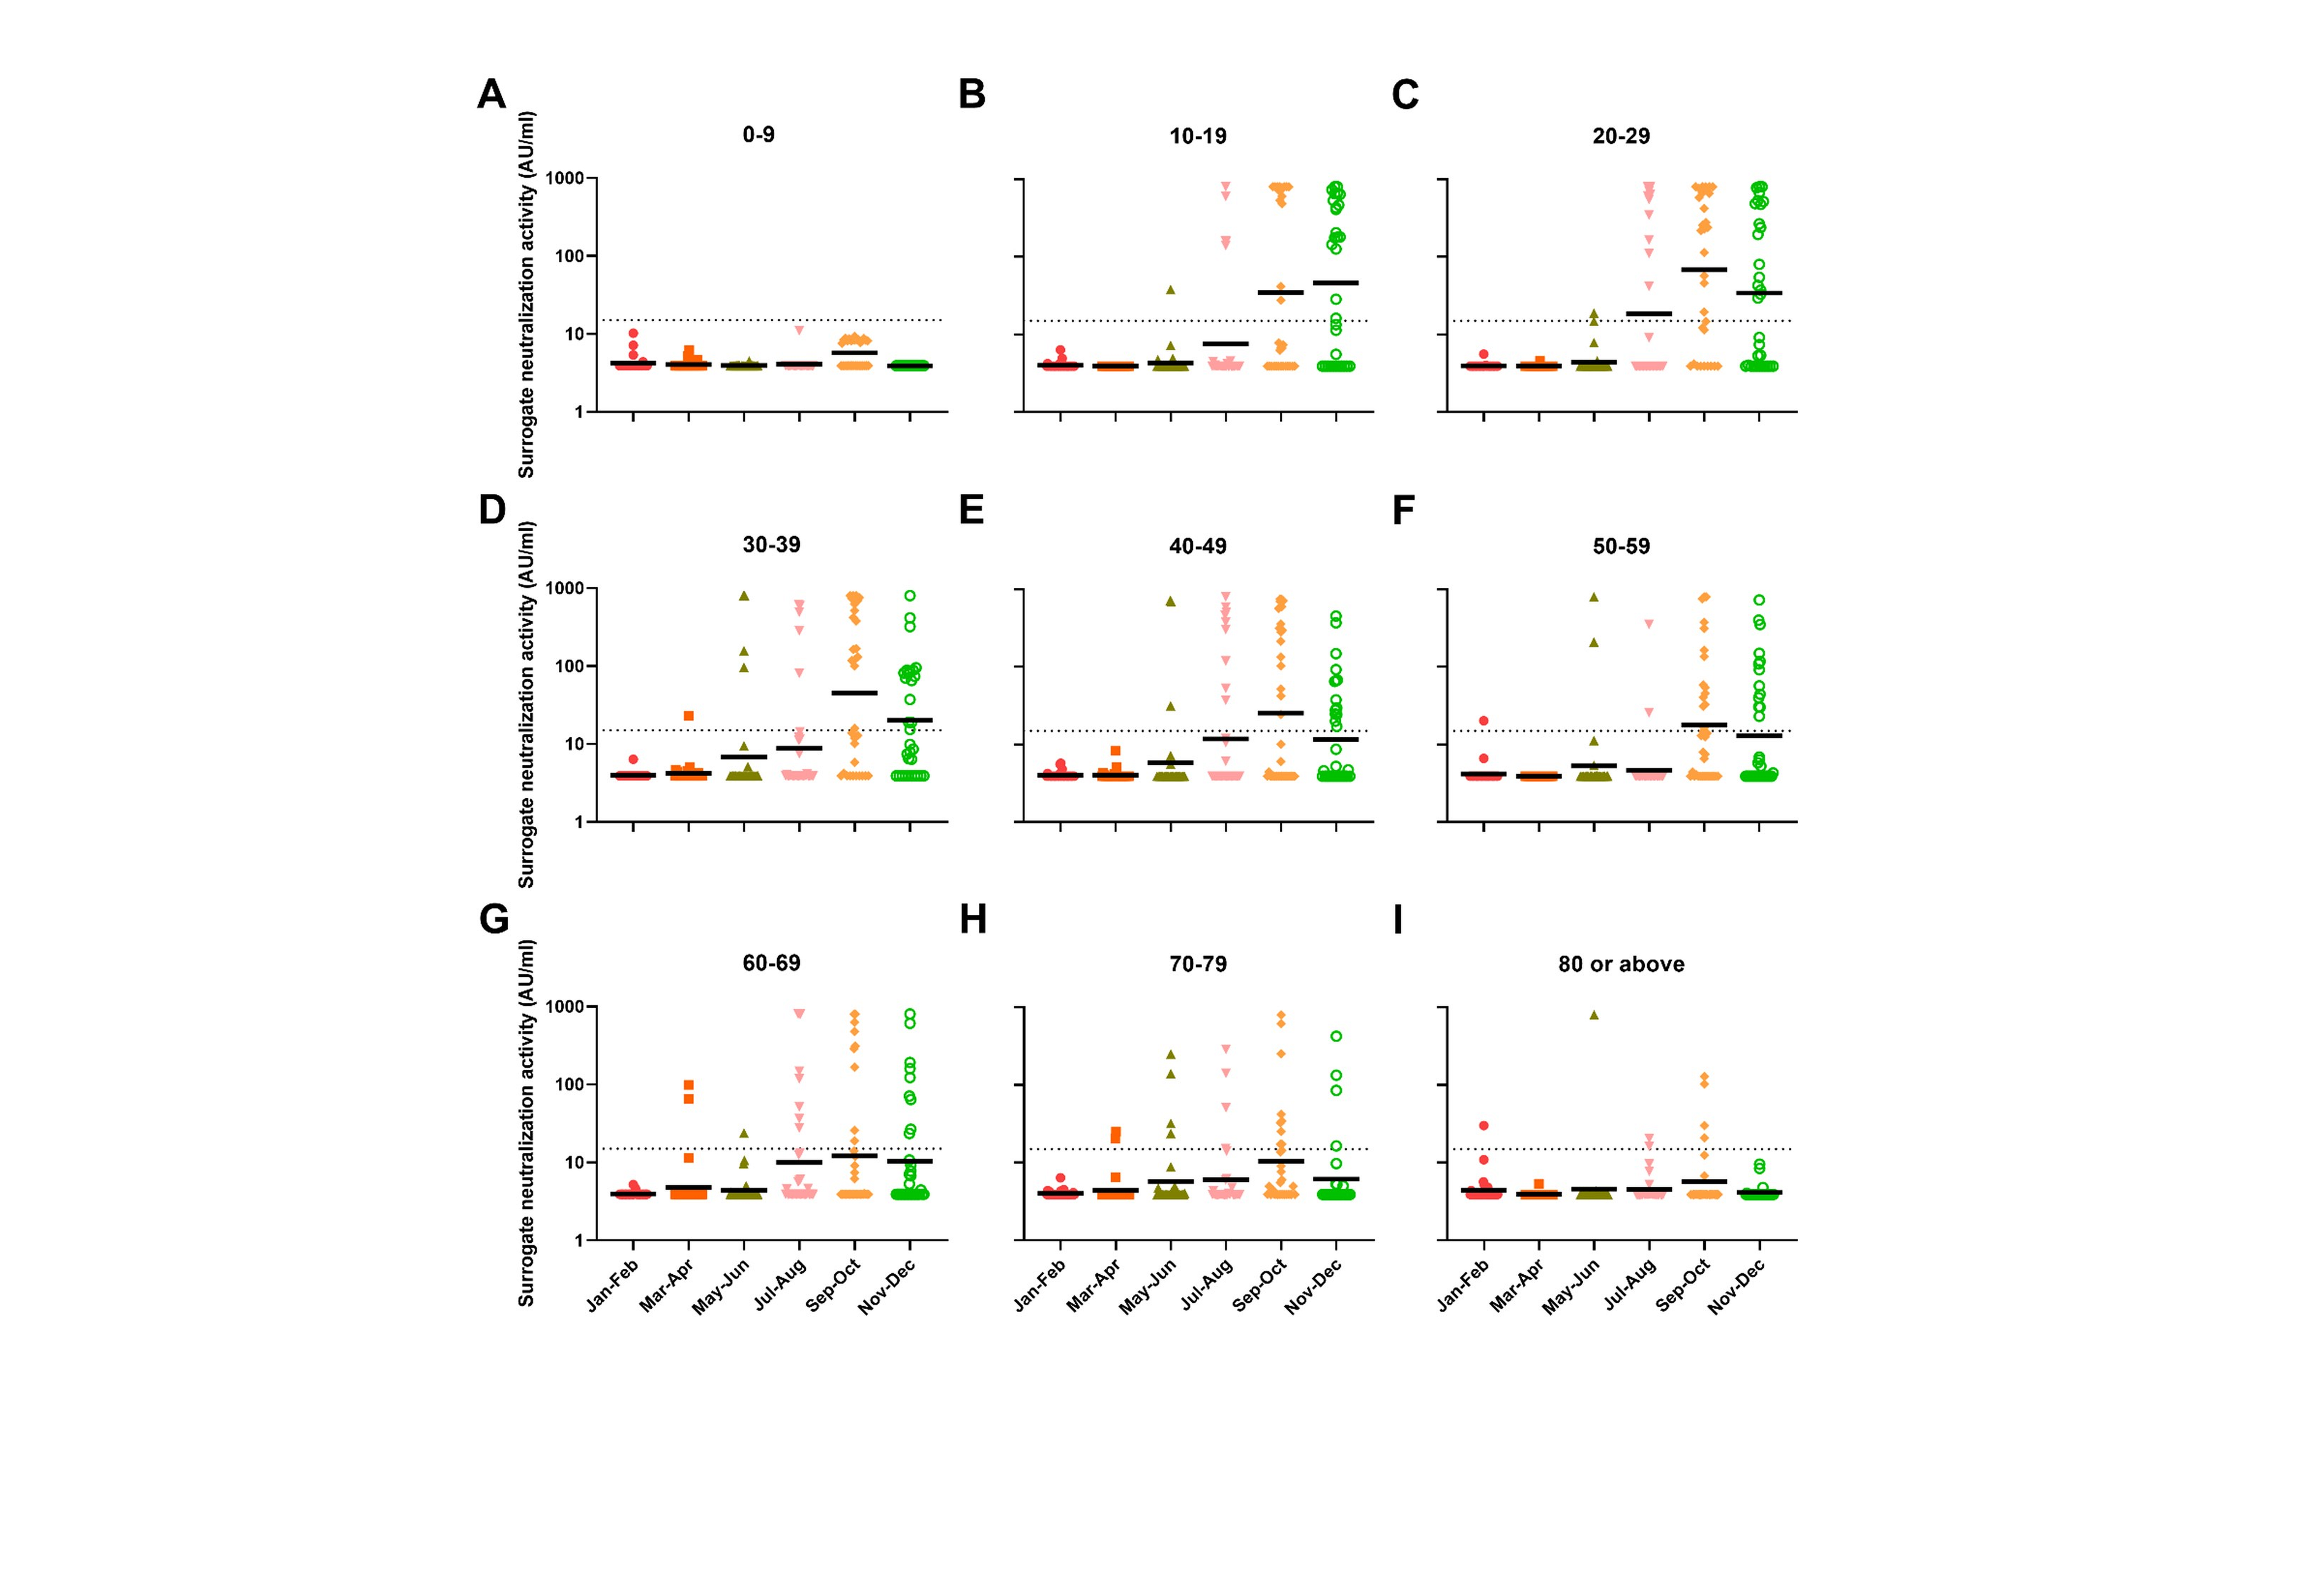 A
B
C
0-9
10-19
20-29
Surrogate neutralization activity (AU/ml)
1000
100
10
1
D
E
F
30-39
40-49
50-59
Surrogate neutralization activity (AU/ml)
1000
100
10
1
G
H
I
60-69
70-79
80 or above
Surrogate neutralization activity (AU/ml)
1000
100
10
1
Jan-Feb
Mar-Apr
May-Jun
Jul-Aug
Sep-Oct
Nov-Dec
Jan-Feb
Mar-Apr
May-Jun
Jul-Aug
Sep-Oct
Nov-Dec
Jan-Feb
Mar-Apr
May-Jun
Jul-Aug
Sep-Oct
Nov-Dec